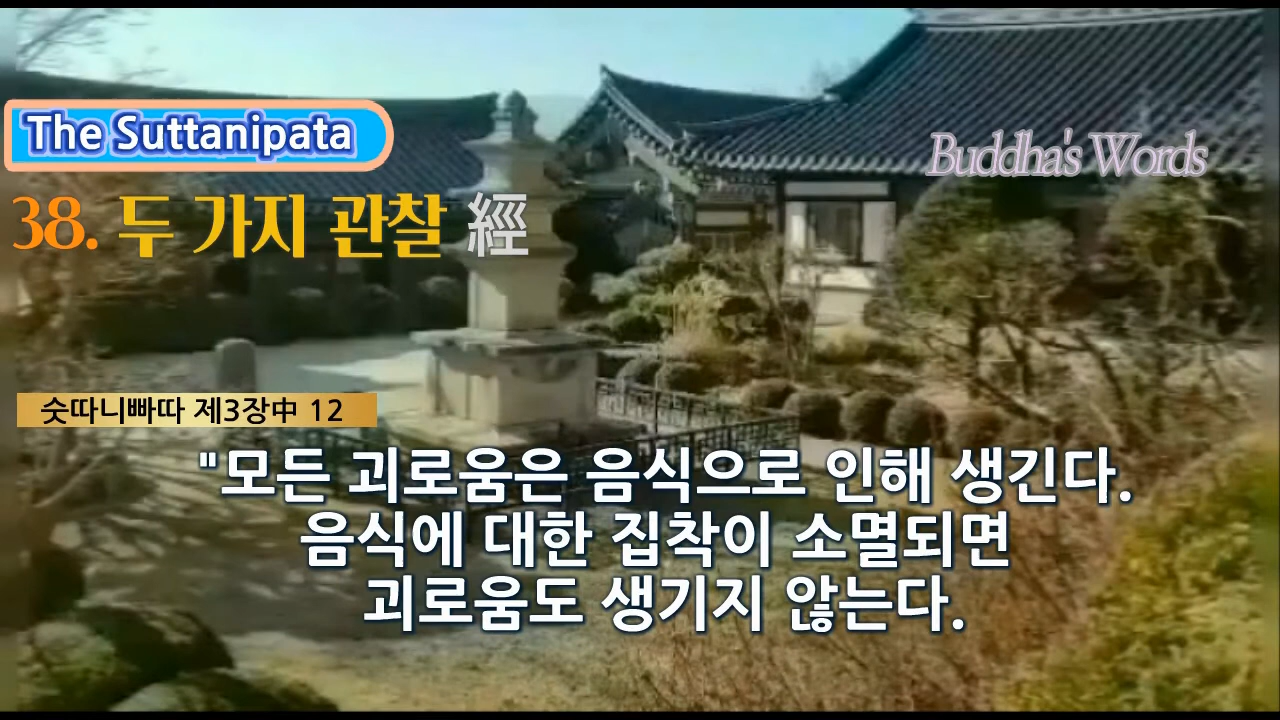 The Suttanipata
Buddha's Words
38. 두 가지 관찰 經
숫따니빠따 제3장中 12
"모든 괴로움은 음식으로 인해 생긴다.
음식에 대한 집착이 소멸되면
괴로움도 생기지 않는다.